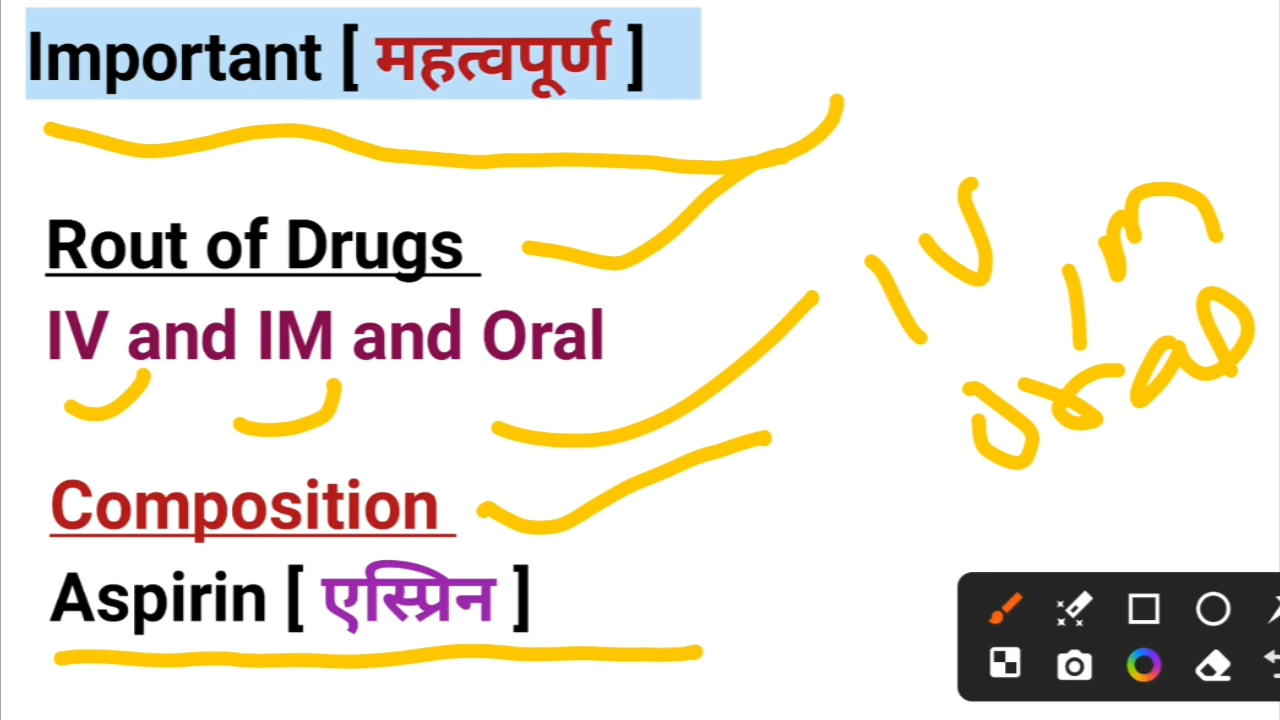 Important [ महत्वपूर्ण ]
Rout of Drugs
IV and IM and Oral
Composition
Aspirin [ एस्प्रिन ]
IV
Im
oral